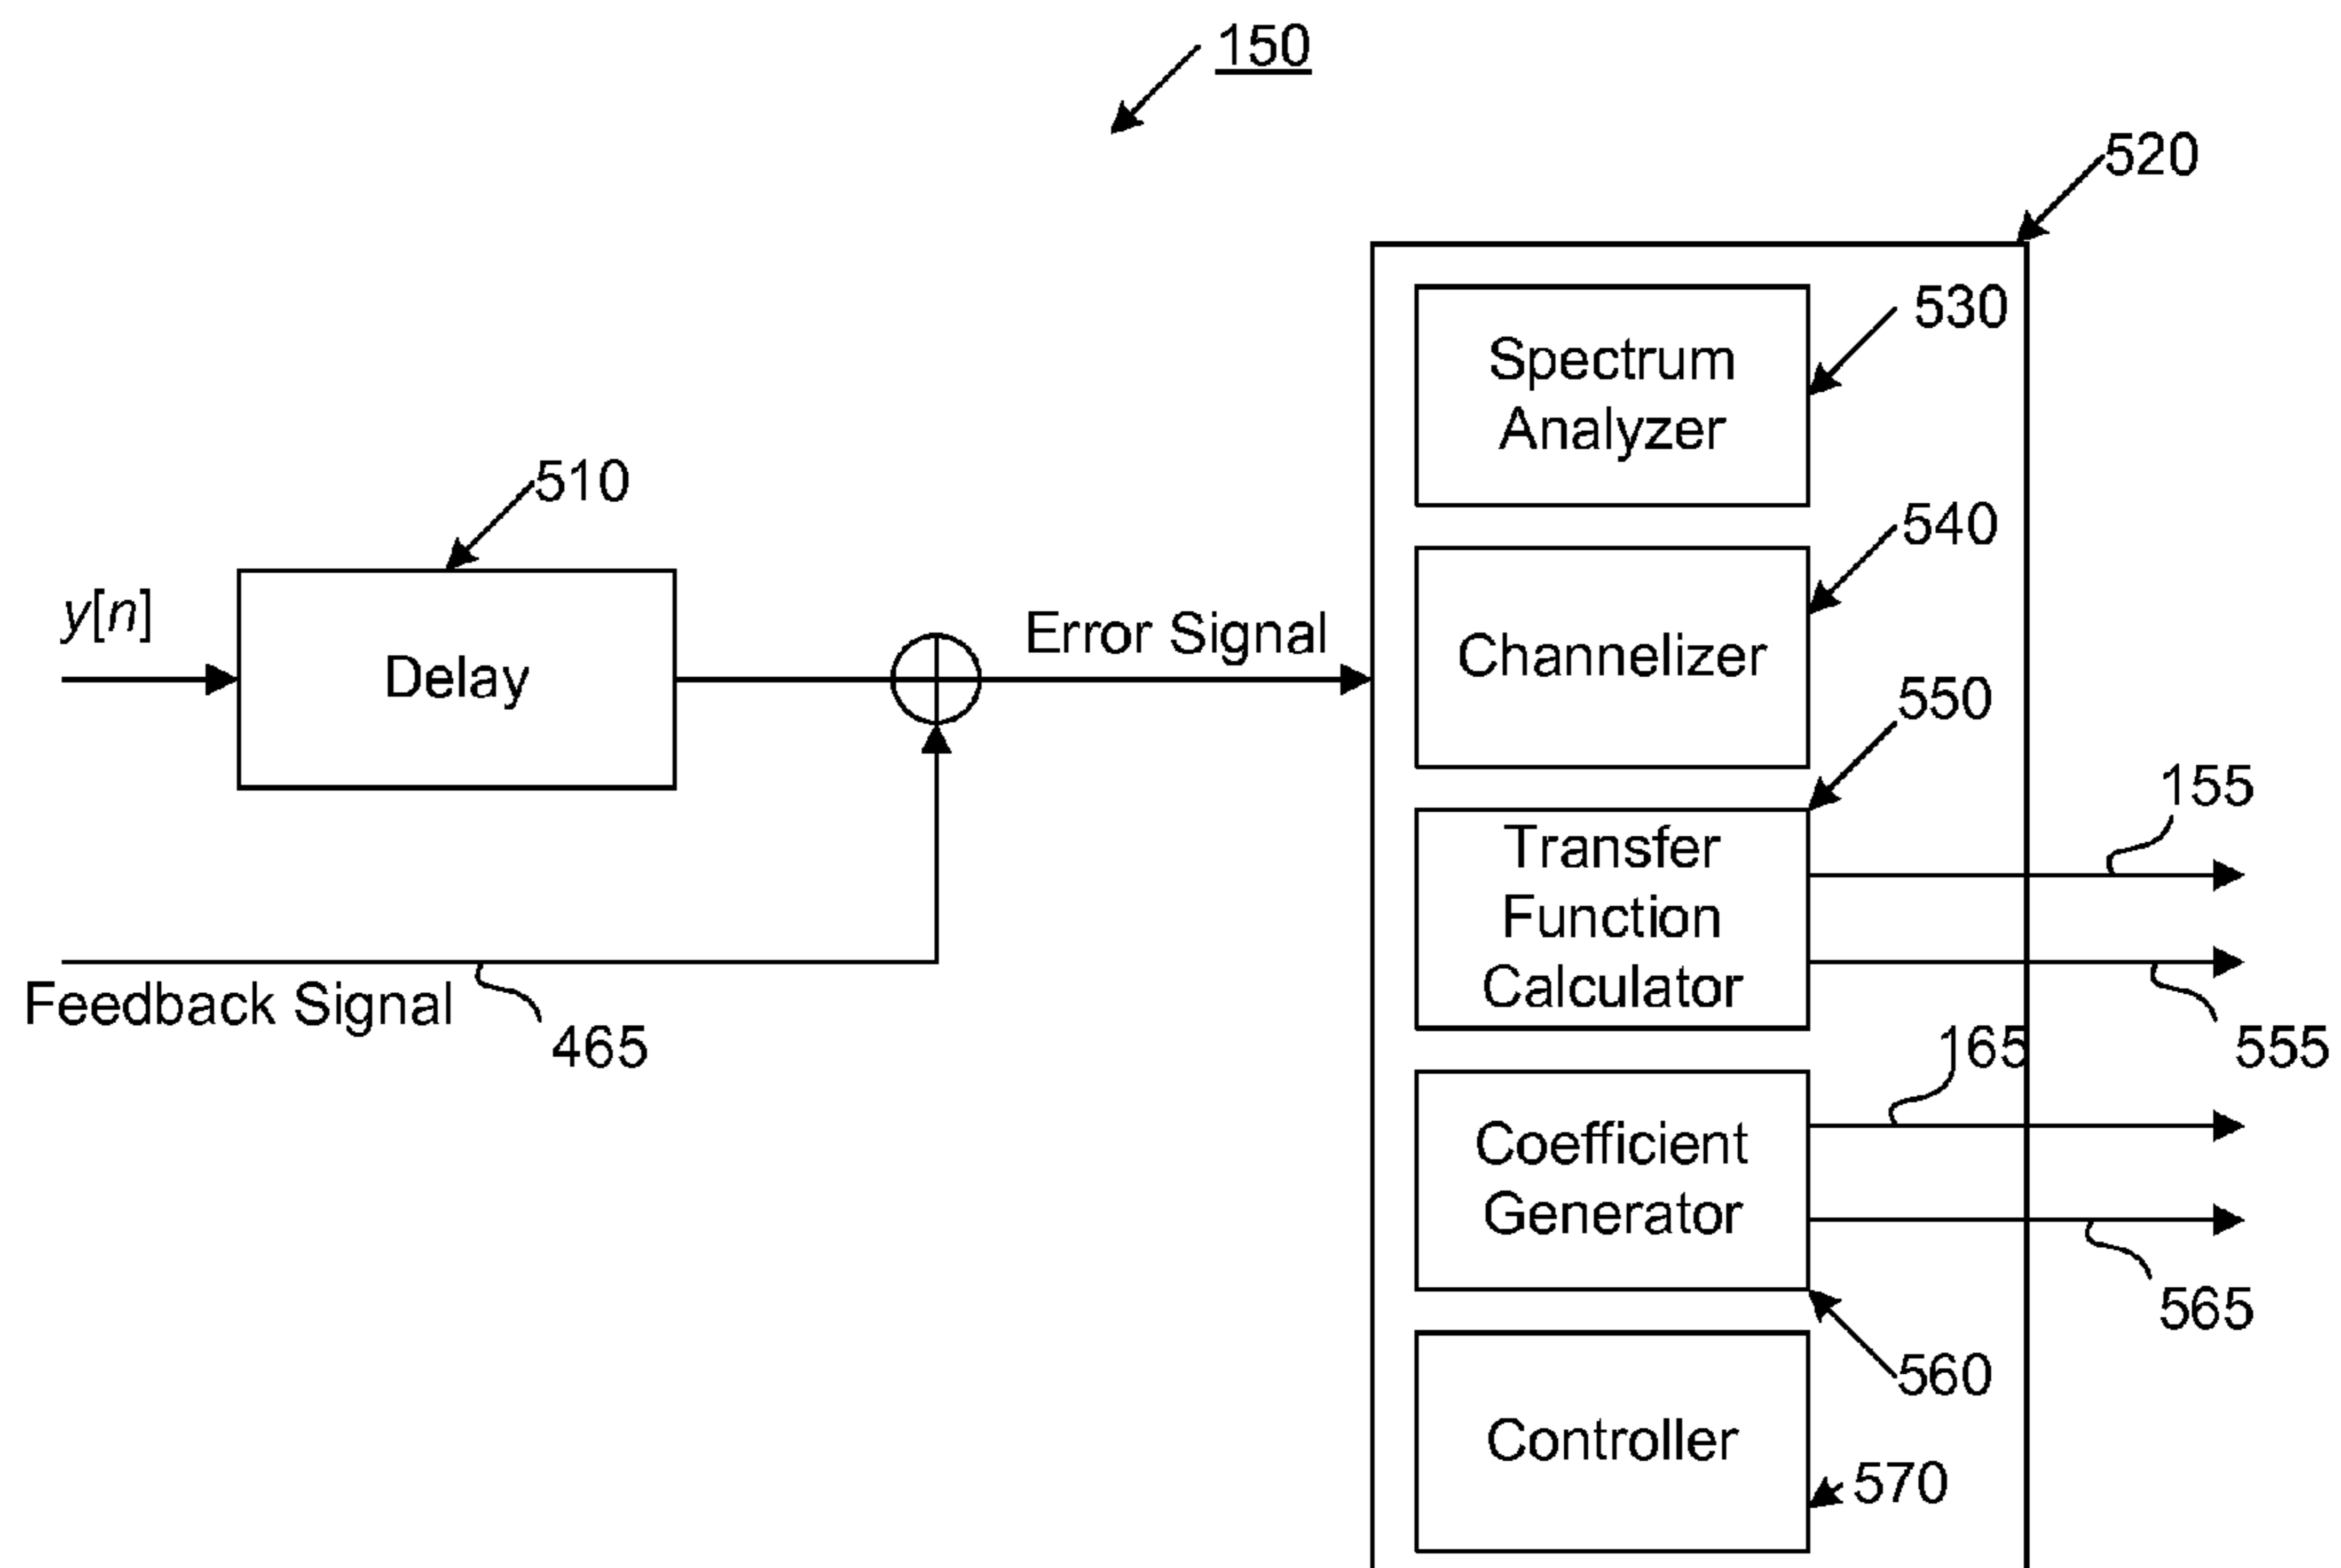 150
520
Spectrum
Analyzer
530
510
540
y[n]
Delay
Error Signal
Channelizer
550
155
Transfer
Function
Calculator
Feedback Signal
465
165
555
Coefficient
Generator
565
560
Controller
570